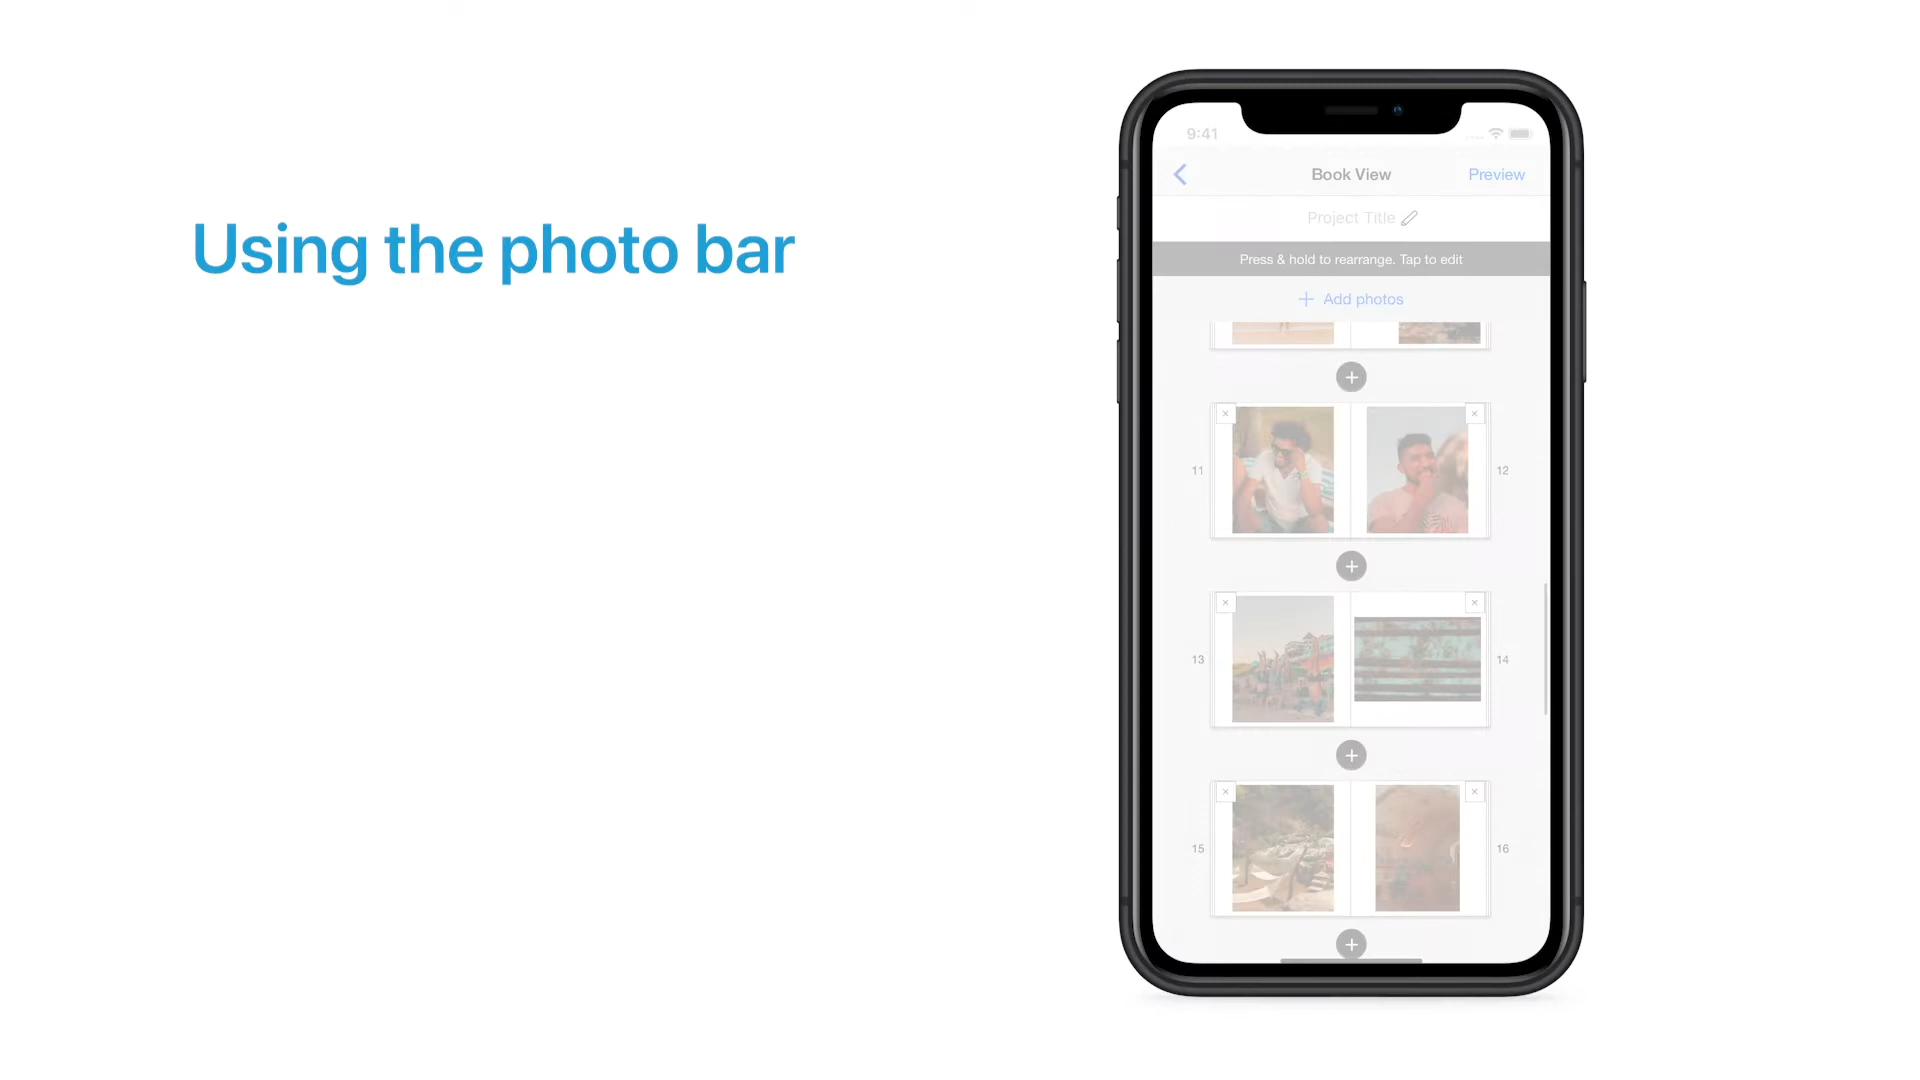 Using the photo bar
9:41
Book View
Preview
Project Title
Press & hold to rearrange. Tap to edit
+ Add photos
11
12
13
14
15
16